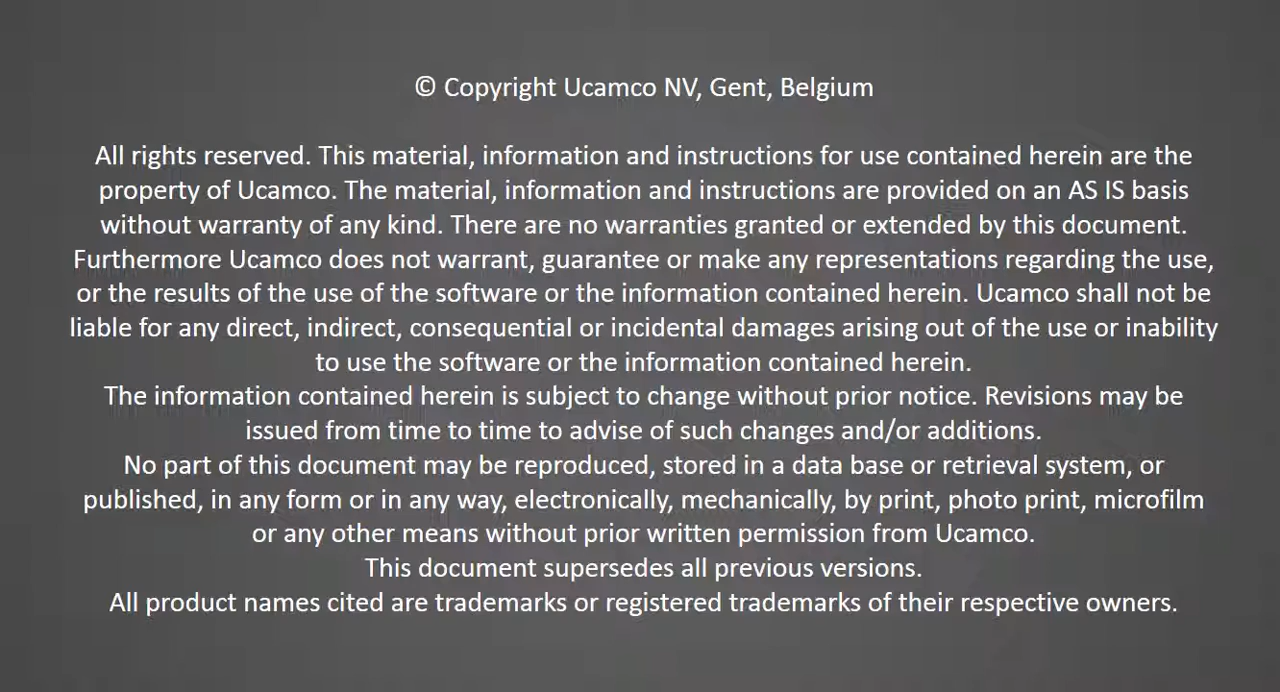 © Copyright Ucamco NV, Gent, Belgium
All rights reserved. This material, information and instructions for use contained herein are the
property of Ucamco. The material, information and instructions are provided on an AS IS basis
without warranty of any kind. There are no warranties granted or extended by this document.
Furthermore Ucamco does not warrant, guarantee or make any representations regarding the use,
or the results of the use of the software or the information contained herein. Ucamco shall not be
liable for any direct, indirect, consequential or incidental damages arising out of the use or inability
to use the software or the information contained herein.
The information contained herein is subject to change without prior notice. Revisions may be
issued from time to time to advise of such changes and/or additions.
No part of this document may be reproduced, stored in a data base or retrieval system, or
published, in any form or in any way, electronically, mechanically, by print, photo print, microfilm
or any other means without prior written permission from Ucamco.
This document supersedes all previous versions.
All product names cited are trademarks or registered trademarks of their respective owners.